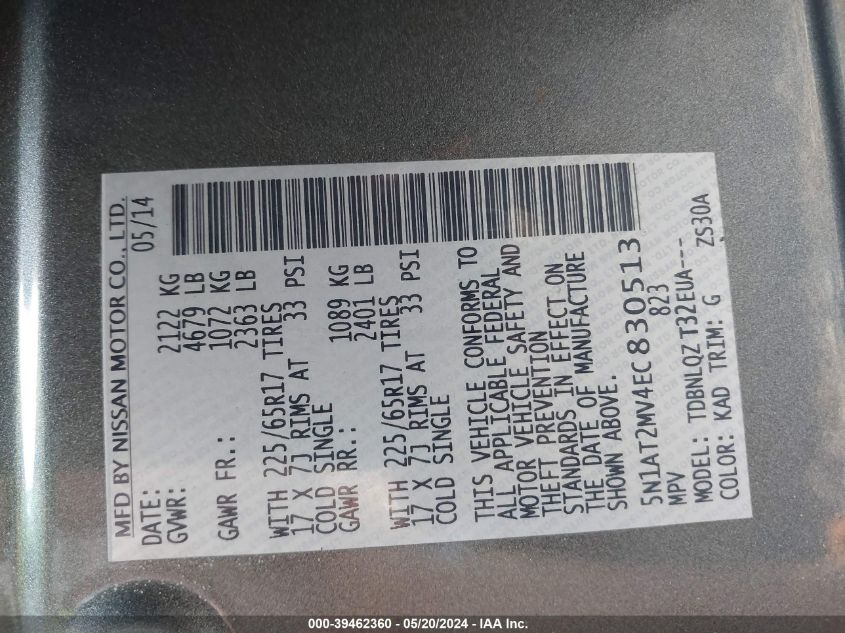 MFD BY NISSAN MOTOR CO., LTD.
DATE: 05/14
GVWR: 2122 KG
4679 LB
GAWR FR.: 1072 KG
2363 LB
WITH 225/65R17 TIRES
17 X 7J RIMS AT 33 PSI
COLD SINGLE
GAWR RR.: 1089 KG
2401 LB
WITH 225/65R17 TIRES
17 X 7J RIMS AT 33 PSI
COLD SINGLE
THIS VEHICLE CONFORMS TO
ALL APPLICABLE FEDERAL
MOTOR VEHICLE SAFETY AND
THEFT PREVENTION
STANDARDS IN EFFECT ON
THE DATE OF MANUFACTURE
SHOWN ABOVE.
5N1AT2MV4EC830513
MPV 823
MODEL: TDBNLQZ T32EUA---
COLOR: KAD TRIM: G ZS30A
000-39462360 - 05/20/2024 - IAA Inc.